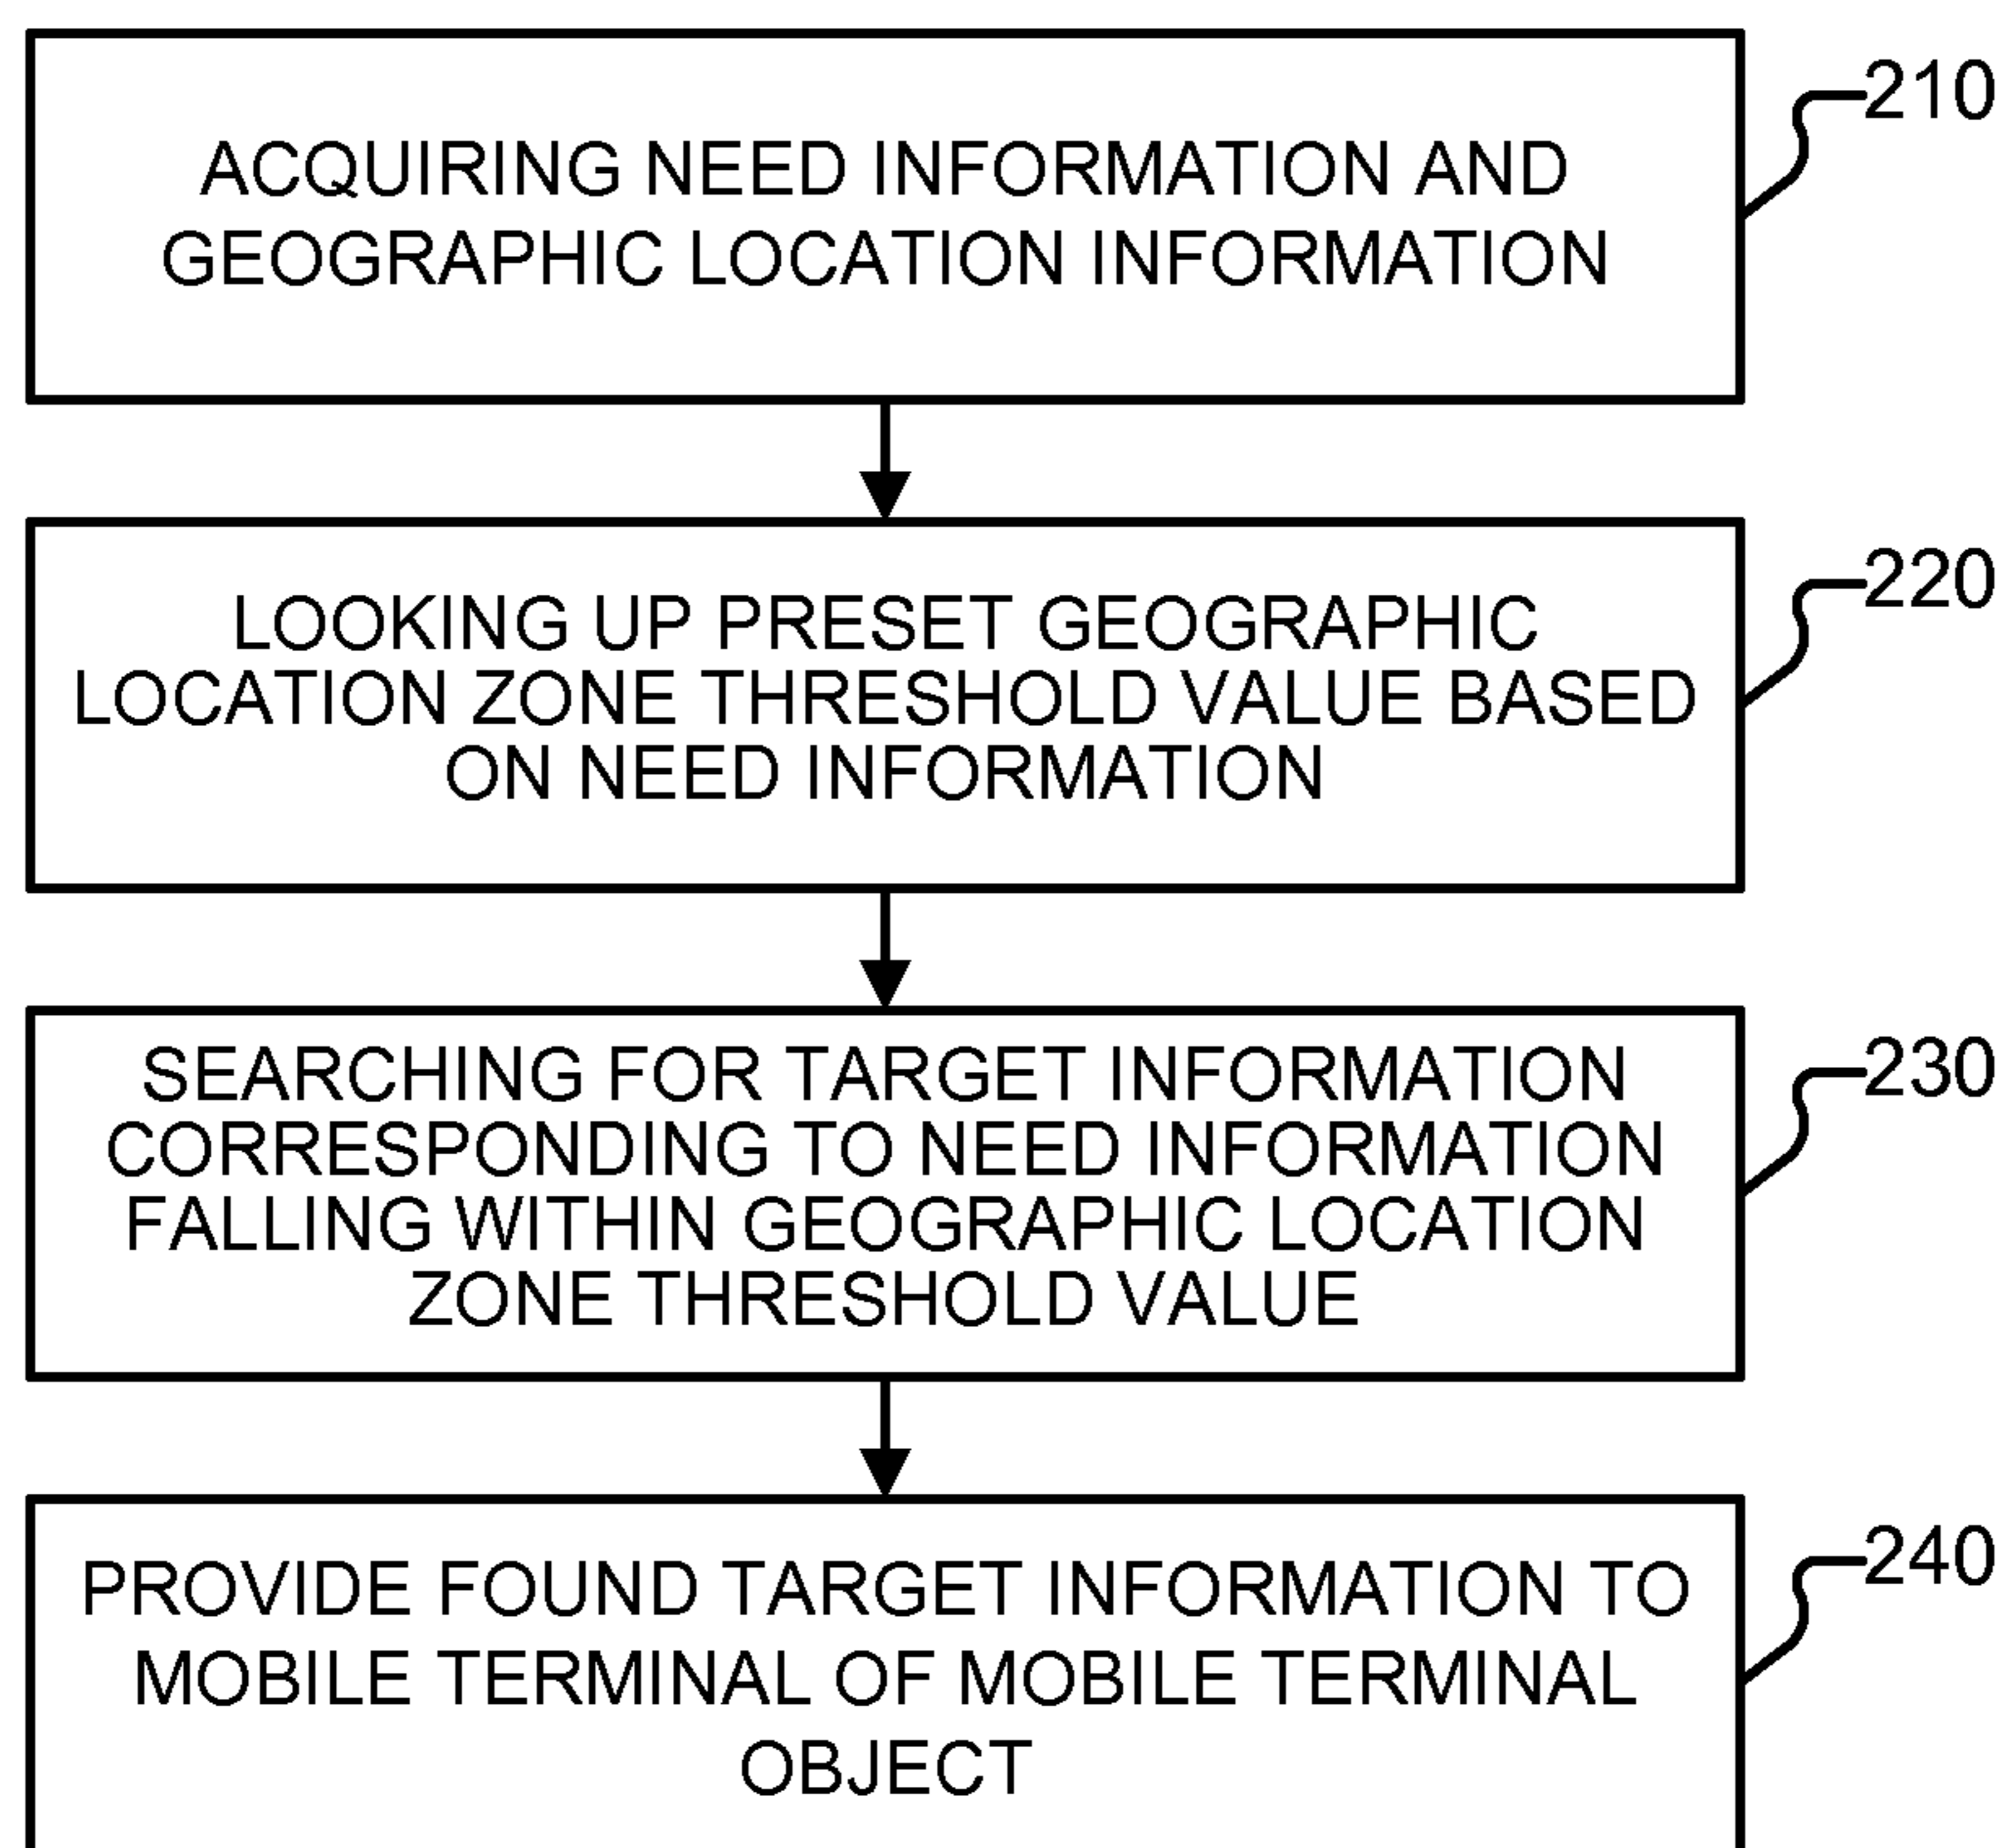 210
ACQUIRING NEED INFORMATION AND
GEOGRAPHIC LOCATION INFORMATION
220
LOOKING UP PRESET GEOGRAPHIC
LOCATION ZONE THRESHOLD VALUE BASED
ON NEED INFORMATION
230
SEARCHING FOR TARGET INFORMATION
CORRESPONDING TO NEED INFORMATION
FALLING WITHIN GEOGRAPHIC LOCATION
ZONE THRESHOLD VALUE
240
PROVIDE FOUND TARGET INFORMATION TO
MOBILE TERMINAL OF MOBILE TERMINAL
OBJECT